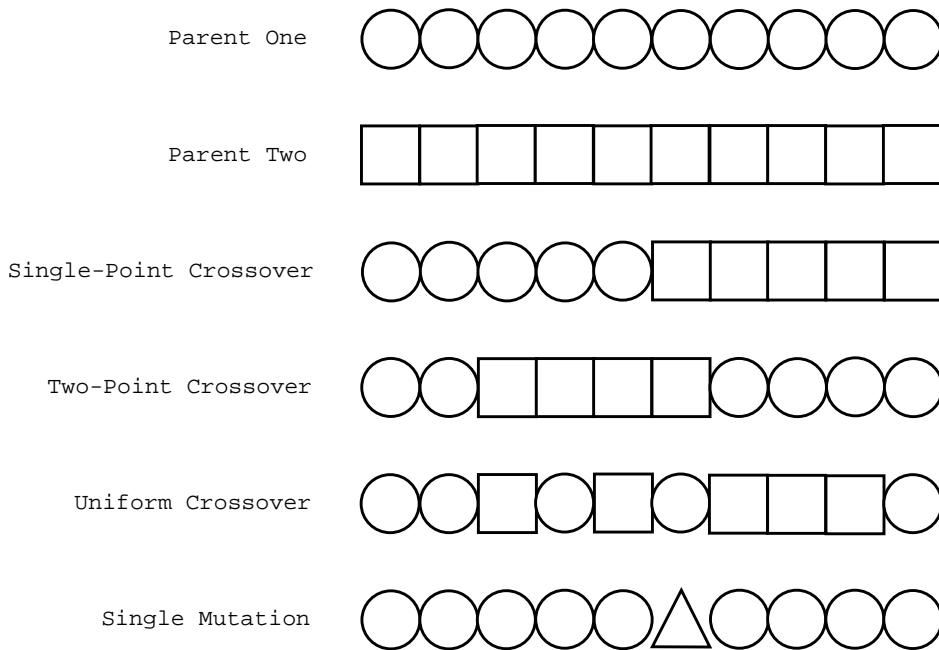 Parent One
Parent Two
Single-Point Crossover
Two-Point Crossover
Uniform Crossover
Single Mutation